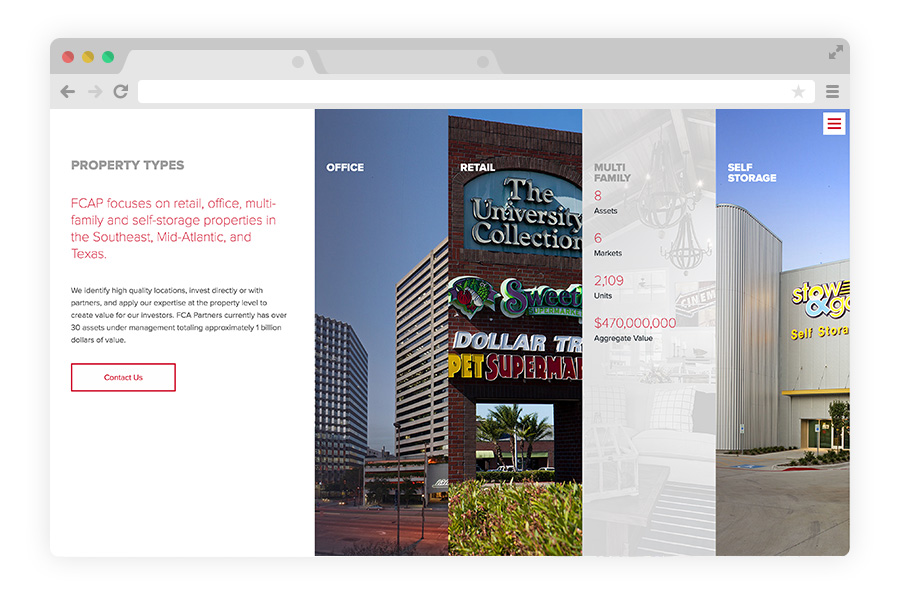 PROPERTY TYPES
FCAP focuses on retail, office, multi-
family and self-storage properties in
the Southeast, Mid-Atlantic, and
Texas.
We identify high quality locations, invest directly or with
partners, and apply our expertise at the property level to
create value for our investors. FCA Partners currently has over
30 assets under management totaling approximately 1 billion
dollars of value.
Contact Us
OFFICE
RETAIL
The
University
Collection
Sweet
SUPERMARKE
DOLLAR TR
PET SUPERMA
MULTI
FAMILY
8
Assets
6
Markets
2,109
Units
$470,000,000
Aggregate Value
SELF
STORAGE
stow
&go
Self Stora